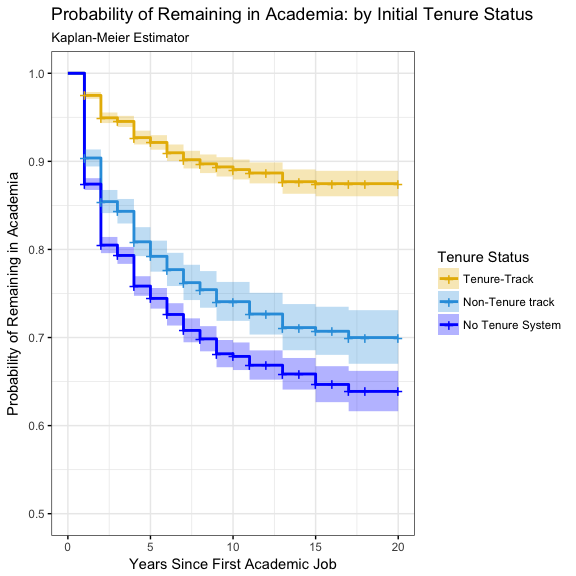 Probability of Remaining in Academia: by Initial Tenure Status
Kaplan-Meier Estimator
Probability of Remaining in Academia
1.0
0.9
0.8
0.7
0.6
0.5
0
5
10
15
20
Years Since First Academic Job
Tenure Status
Tenure-Track
Non-Tenure track
No Tenure System